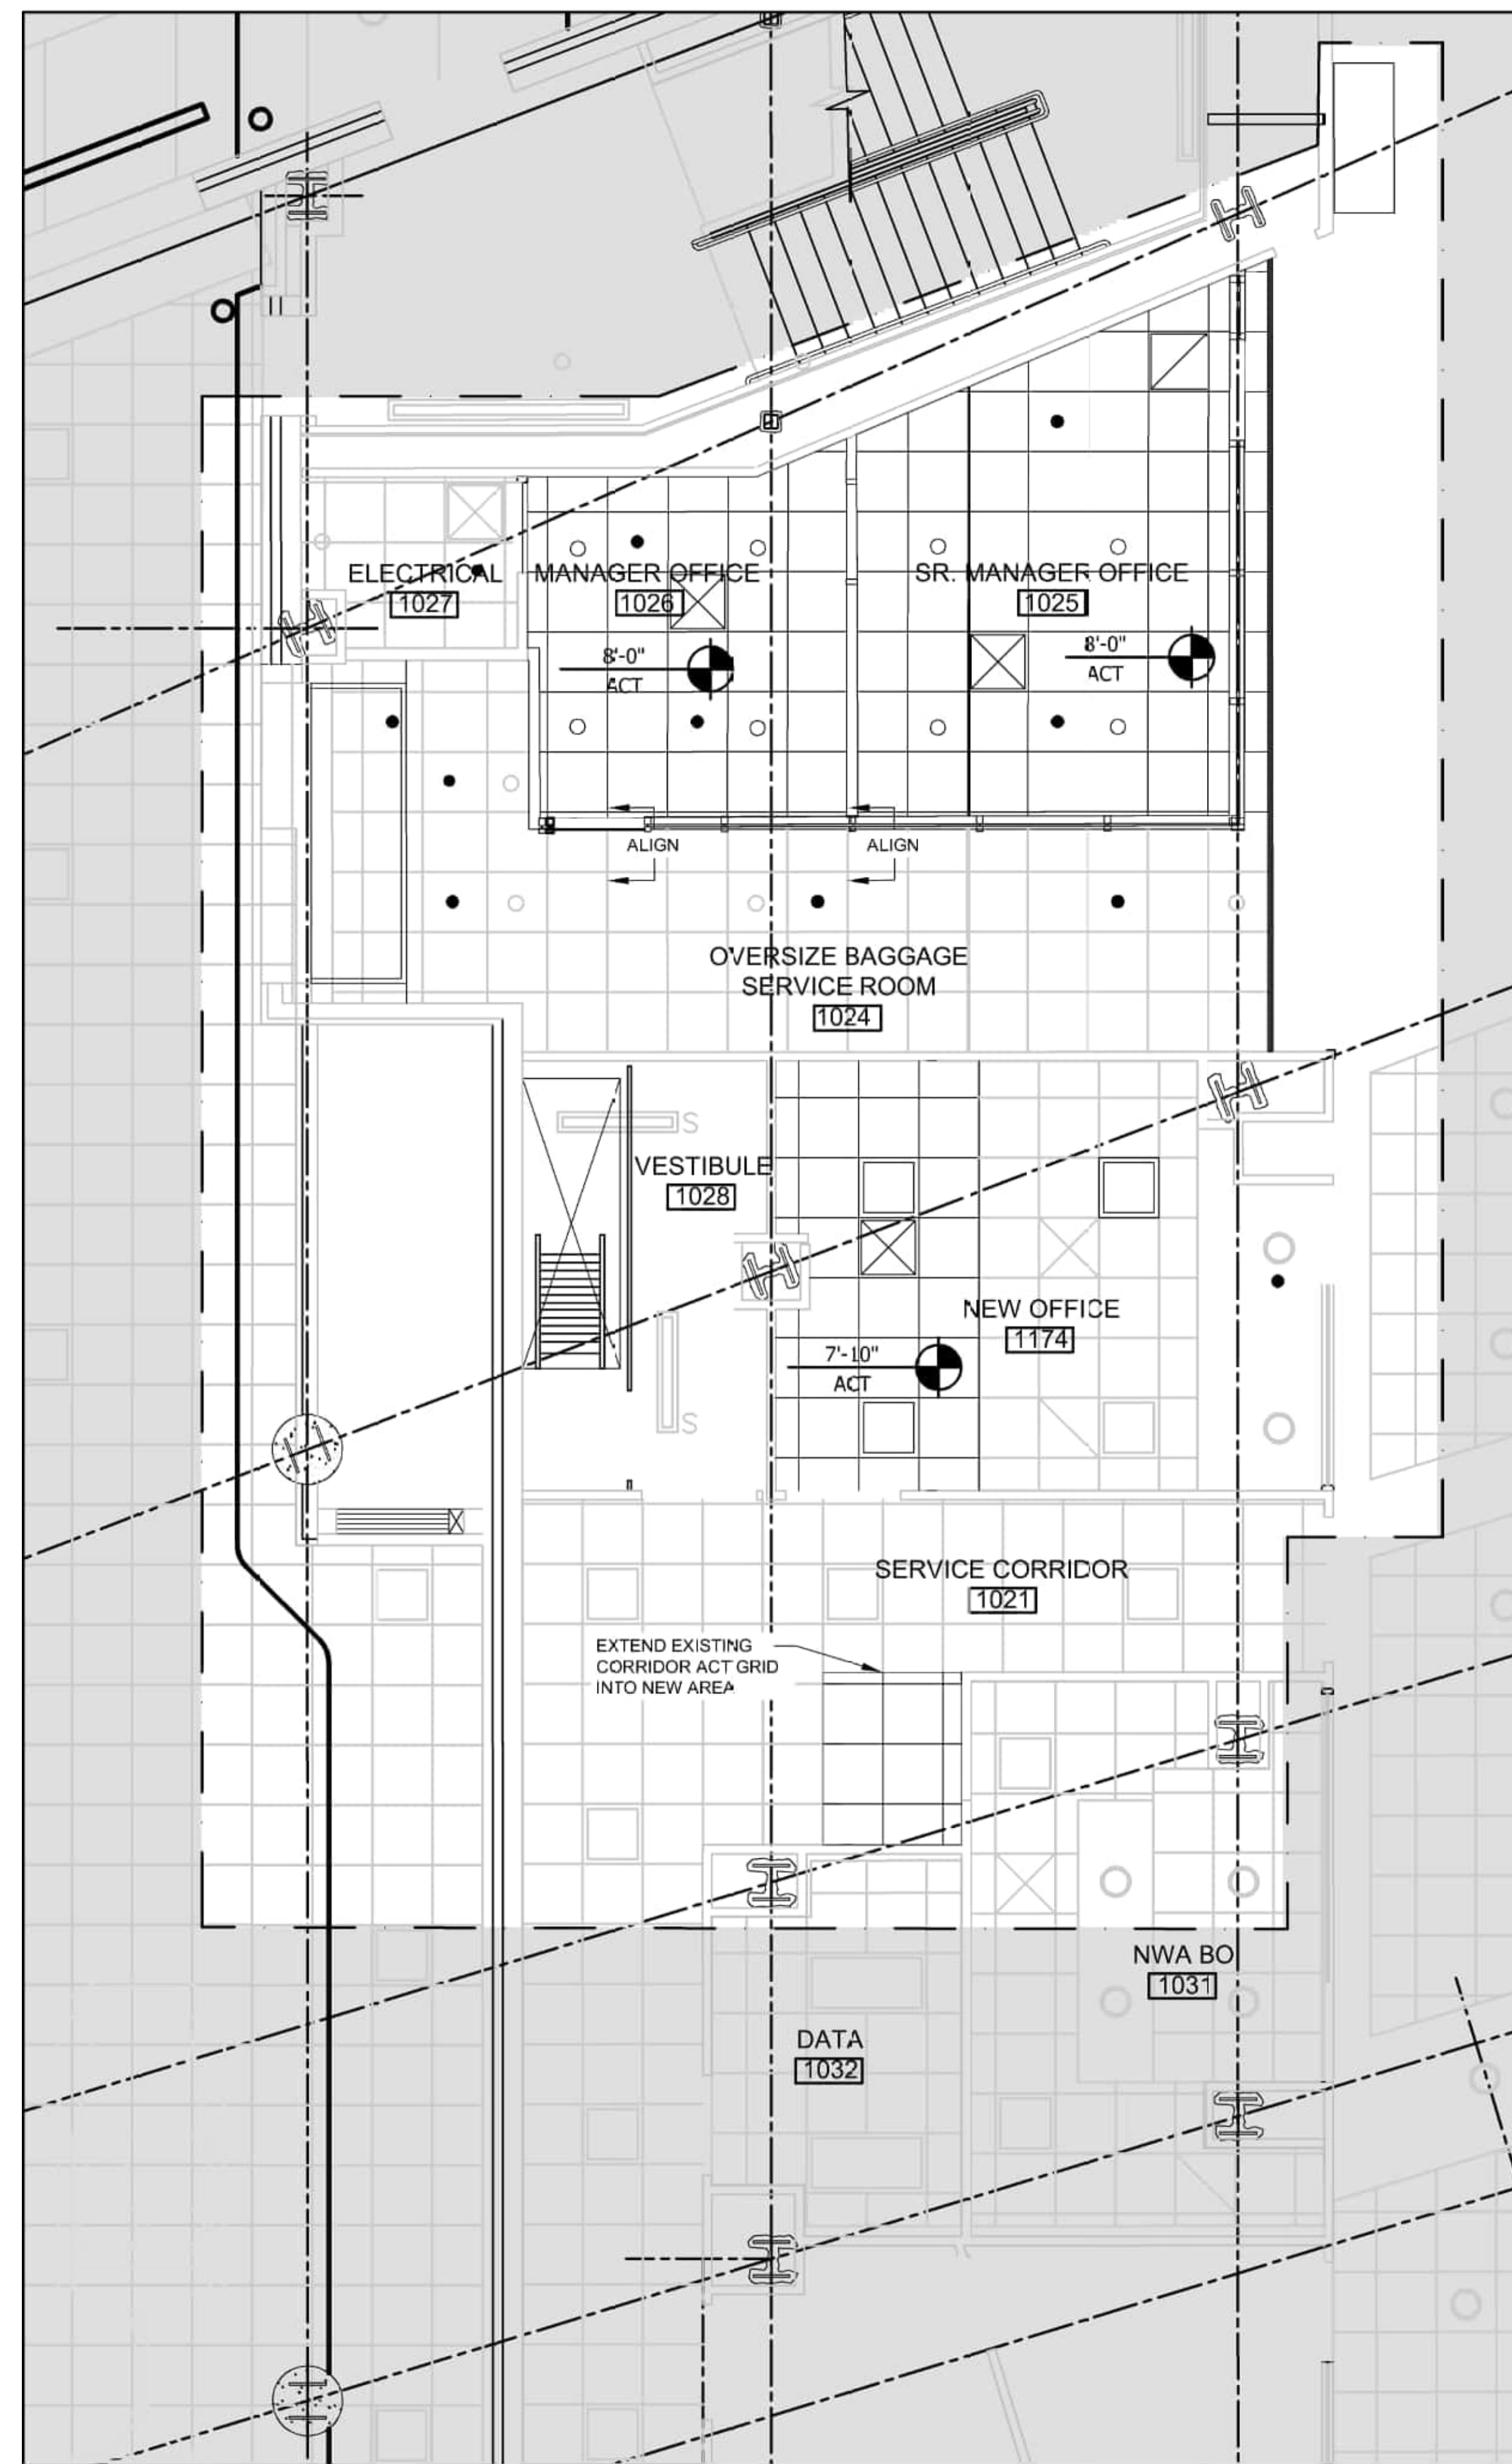 ELECTRICAL
1027
MANAGER OFFICE
1026
SR. MANAGER OFFICE
1025
8'-0"
ACT
8'-0"
ACT
ALIGN
ALIGN
OVERSIZE BAGGAGE
SERVICE ROOM
1024
S
VESTIBULE
1028
NEW OFFICE
1174
7'-10"
ACT
S
SERVICE CORRIDOR
1021
EXTEND EXISTING
CORRIDOR ACT GRID
INTO NEW AREA
NWA BO
1031
DATA
1032